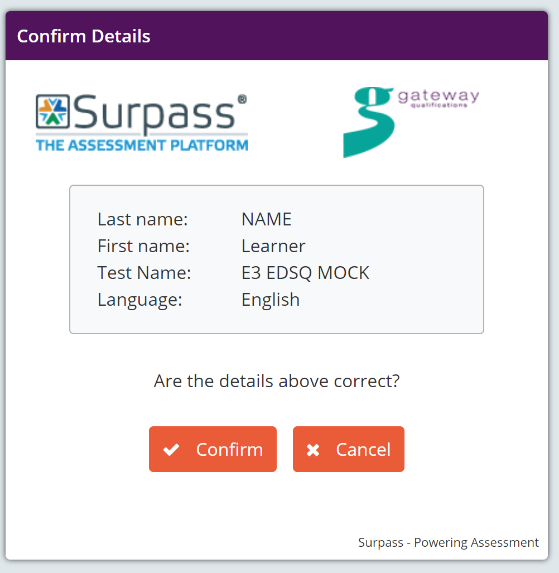 Confirm Details
Surpass®
THE ASSESSMENT PLATFORM
gateway
qualifications
Last name: NAME
First name: Learner
Test Name: E3 EDSQ MOCK
Language: English
Are the details above correct?
Confirm
Cancel
Surpass - Powering Assessment